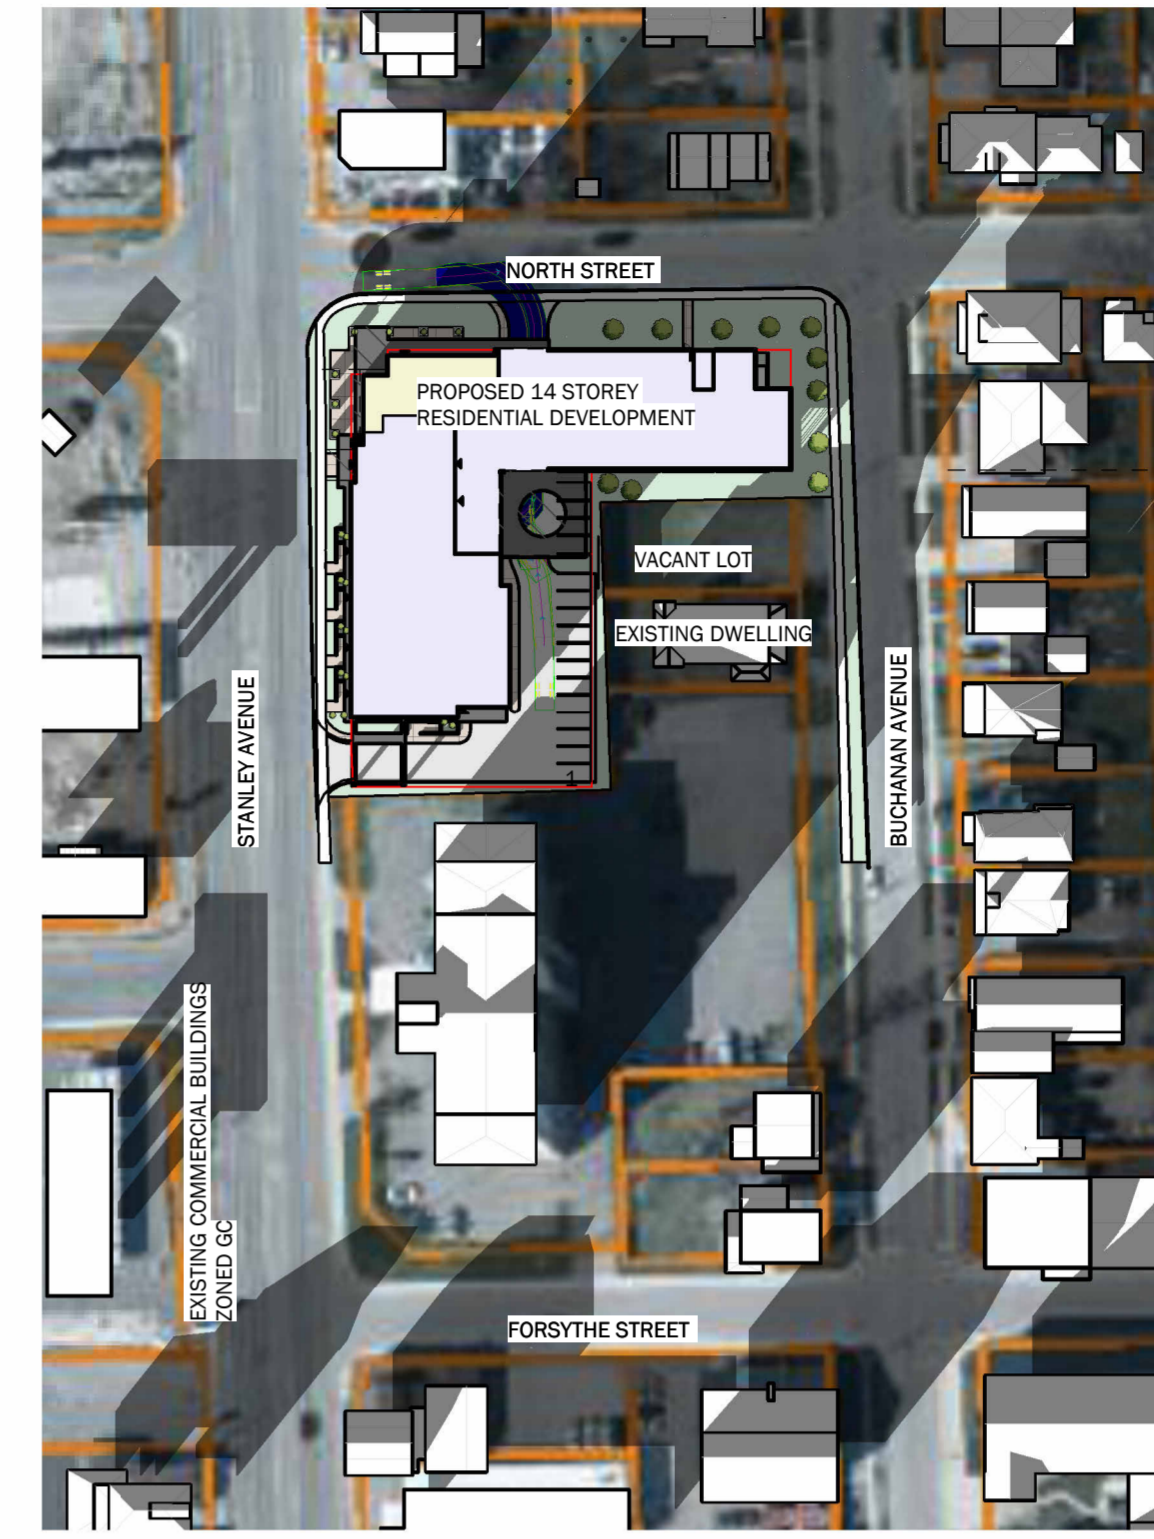 NORTH STREET
PROPOSED 14 STOREY
RESIDENTIAL DEVELOPMENT
VACANT LOT
EXISTING DWELLING
STANLEY AVENUE
BUCHANAN AVENUE
1
EXISTING COMMERCIAL BUILDINGS
ZONED GC
FORSYTHE STREET